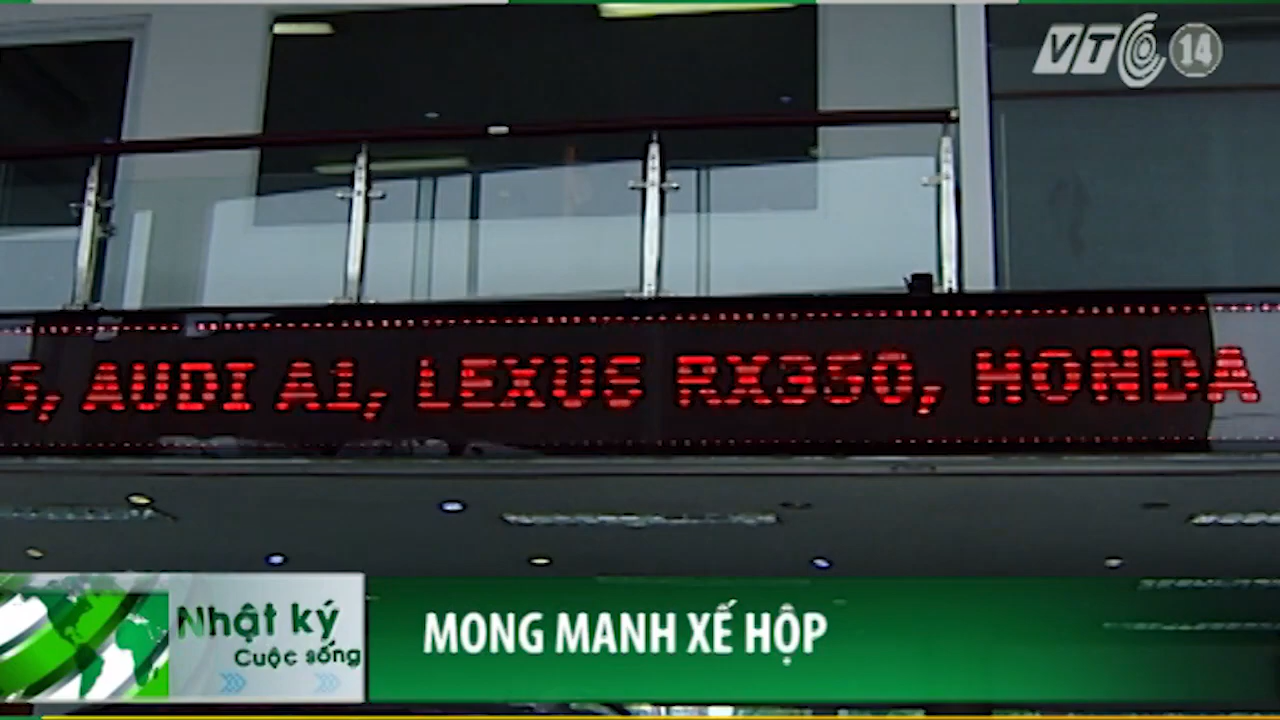 VTC 14
5, AUDI A1, LEXUS RX350, HONDA
Nhật ký
Cuộc sống
MONG MANH XẾ HỘP